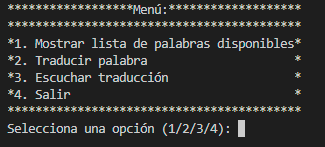 ******************Menú:*******************
******************************************
*1. Mostrar lista de palabras disponibles*
*2. Traducir palabra                     *
*3. Escuchar traducción                  *
*4. Salir                                *
******************************************
Selecciona una opción (1/2/3/4):